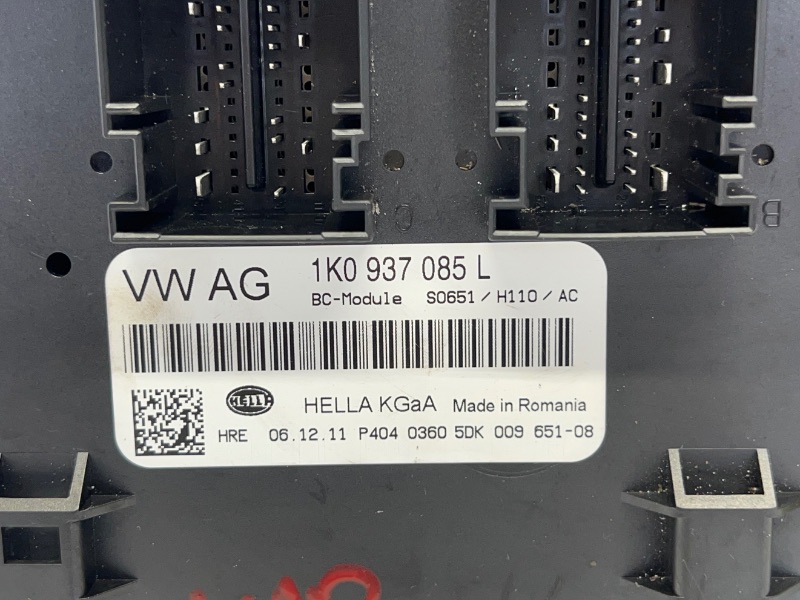 C
B
VW AG 1K0 937 085 L
BC-Module S0651 / H110 / AC
HELLA HELLA KGaA Made in Romania
HRE 06.12.11 P404 0360 5DK 009 651-08